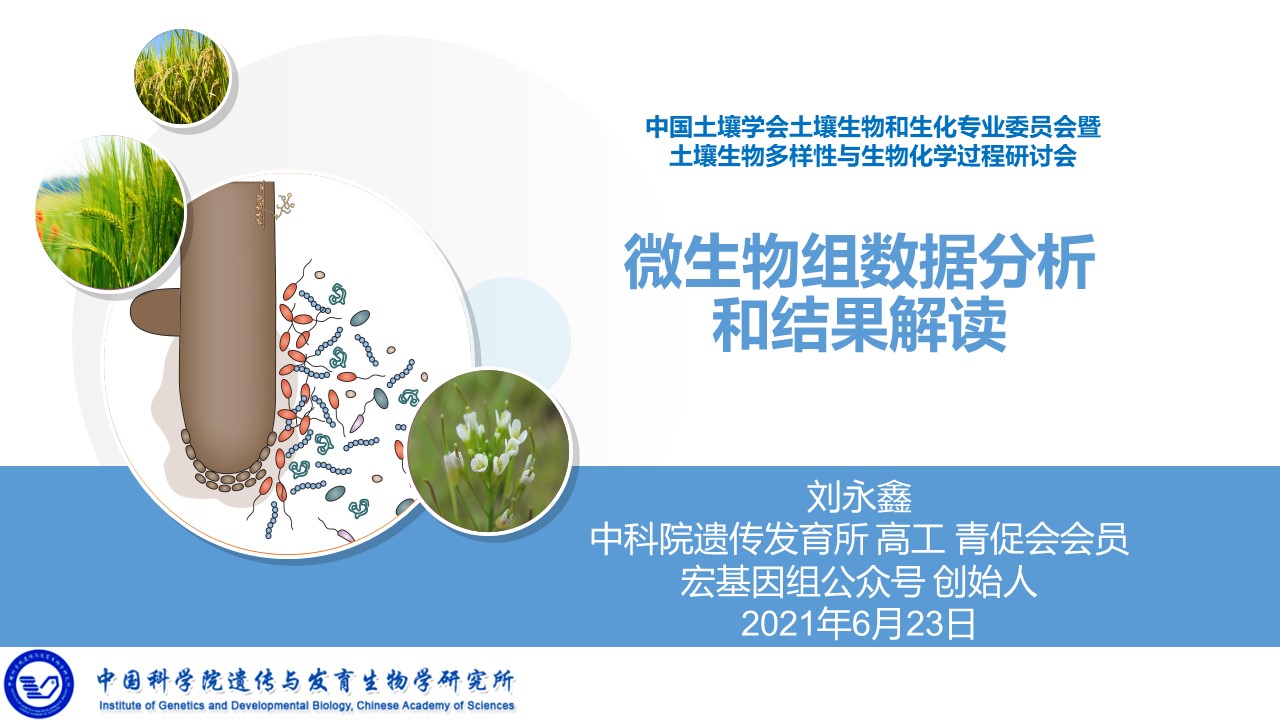 中国土壤学会土壤生物和生化专业委员会暨
土壤生物多样性与生物化学过程研讨会
微生物组数据分析
和结果解读
刘永鑫
中科院遗传发育所 高工 青促会会员
宏基因组公众号 创始人
2021年6月23日
中国科学院遗传与发育生物学研究所
Institute of Genetics and Developmental Biology, Chinese Academy of Sciences